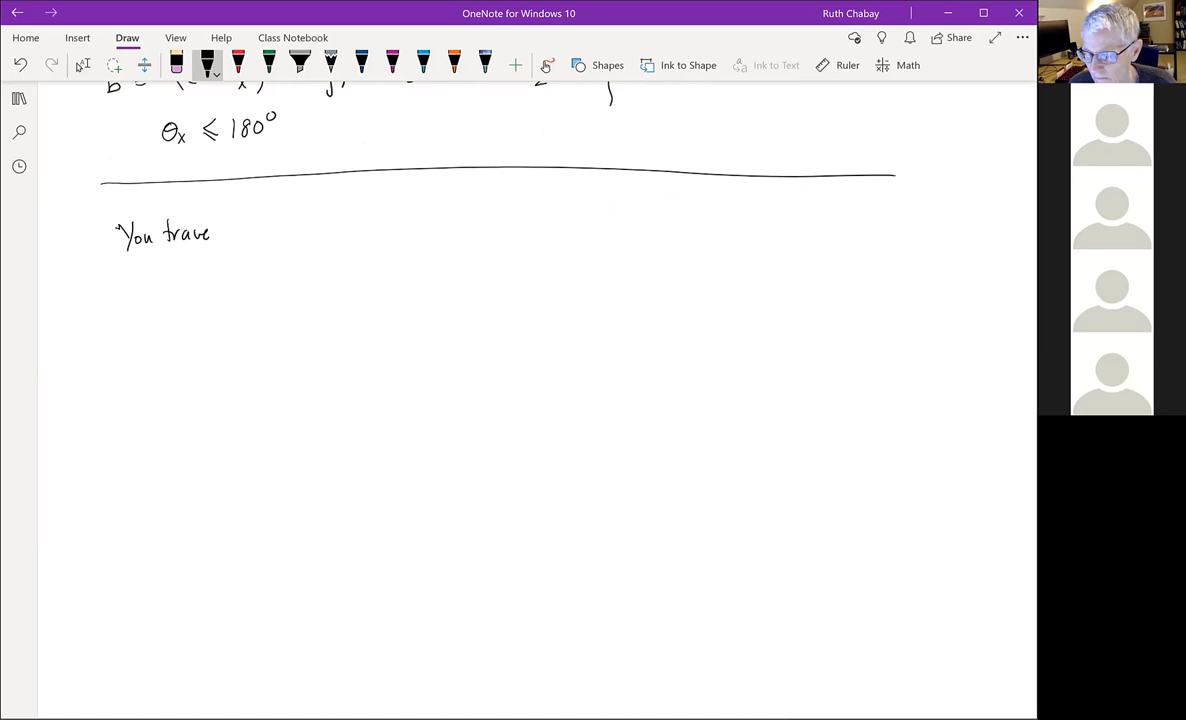 OneNote for Windows 10
Ruth Chabay
Home Insert Draw View Help Class Notebook
Share
Shapes Ink to Shape Ink to Text Ruler Math
θx ≤ 180°
You trave